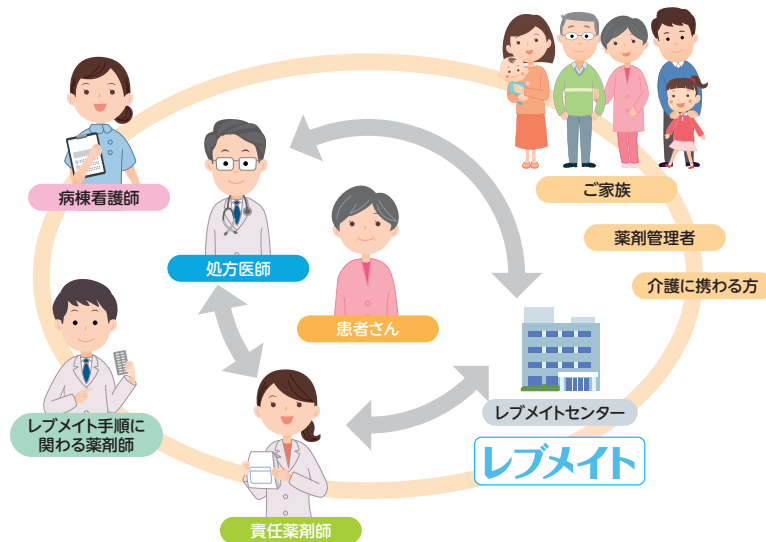 病棟看護師
ご家族
薬剤管理者
介護に携わる方
処方医師
患者さん
レブメイト手順に
関わる薬剤師
レブメイトセンター
レブメイト
責任薬剤師